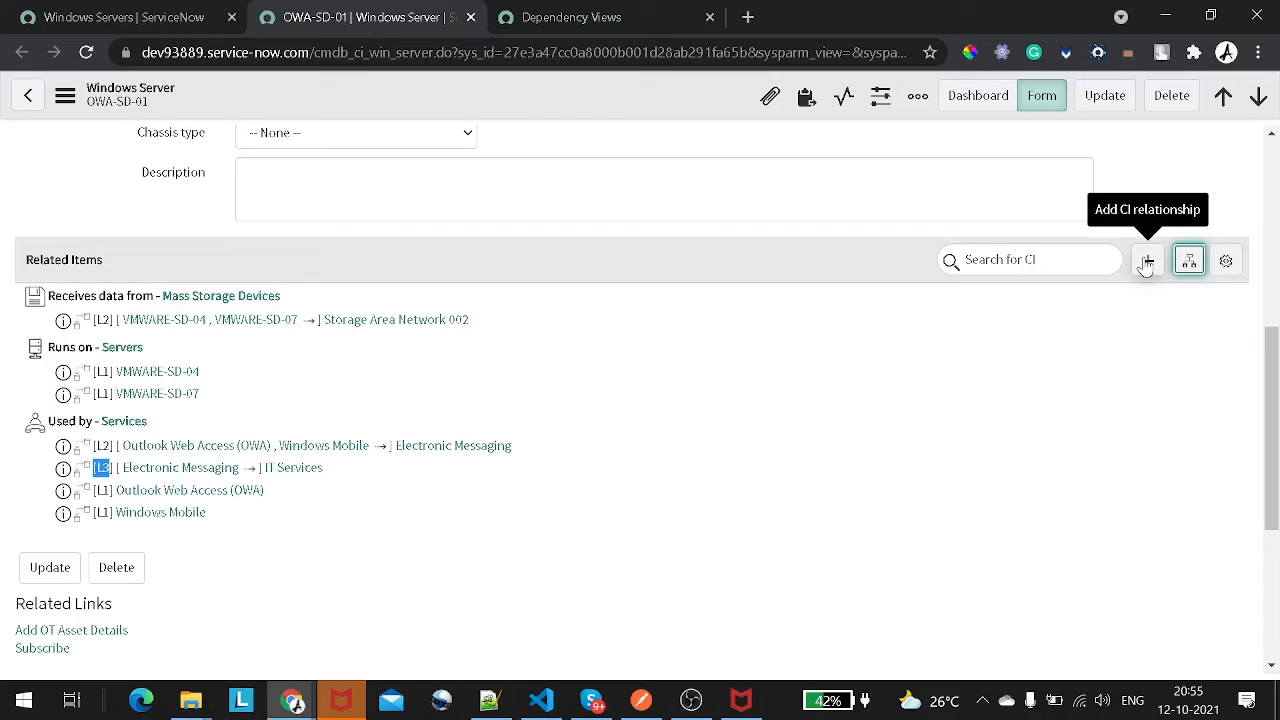 Windows Servers | ServiceNow
OWA-SD-01 | Windows Server | S
Dependency Views
dev93889.service-now.com/cmdb_ci_win_server.do?sys_id=27e3a47cc0a8000b001d28ab291fa65b&sysparm_view=&syspa...
Windows Server
OWA-SD-01
Dashboard
Form
Update
Delete
Chassis type
-- None --
Description
Add CI relationship
Related Items
Search for CI
Receives data from - Mass Storage Devices
[L2] [ VMWARE-SD-04 , VMWARE-SD-07 → ] Storage Area Network 002
Runs on - Servers
[L1] VMWARE-SD-04
[L1] VMWARE-SD-07
Used by - Services
[L2] [ Outlook Web Access (OWA) , Windows Mobile → ] Electronic Messaging
[L3] [ Electronic Messaging → ] IT Services
[L1] Outlook Web Access (OWA)
[L1] Windows Mobile
Update
Delete
Related Links
Add OT Asset Details
Subscribe
L
9+
42%
26°C
ENG
20:55
12-10-2021